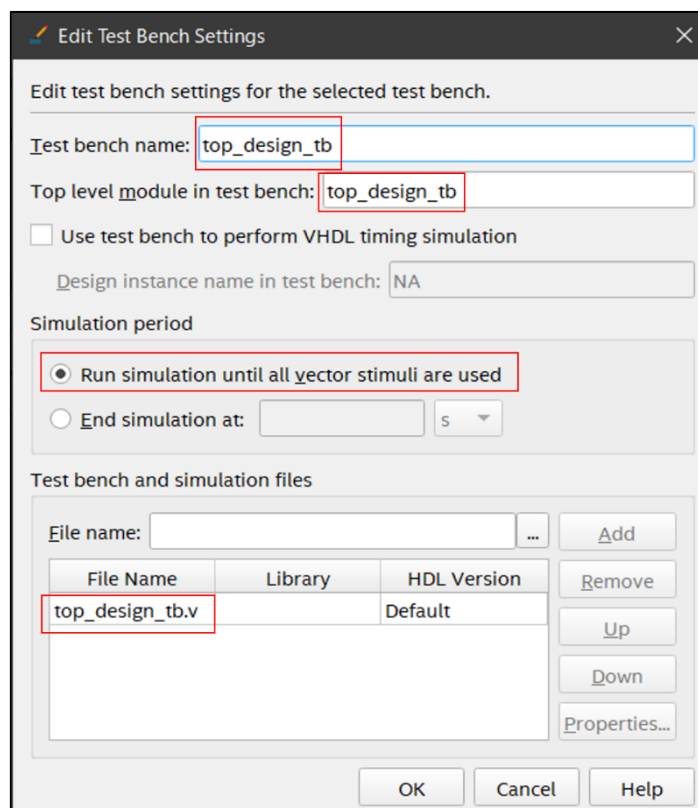 Edit Test Bench Settings
Edit test bench settings for the selected test bench.
Test bench name: top_design_tb
Top level module in test bench: top_design_tb
Use test bench to perform VHDL timing simulation
Design instance name in test bench: NA
Simulation period
Run simulation until all vector stimuli are used
End simulation at: s
Test bench and simulation files
File name: ... Add
File Name Library HDL Version Remove
top_design_tb.v Default
Up
Down
Properties...
OK Cancel Help